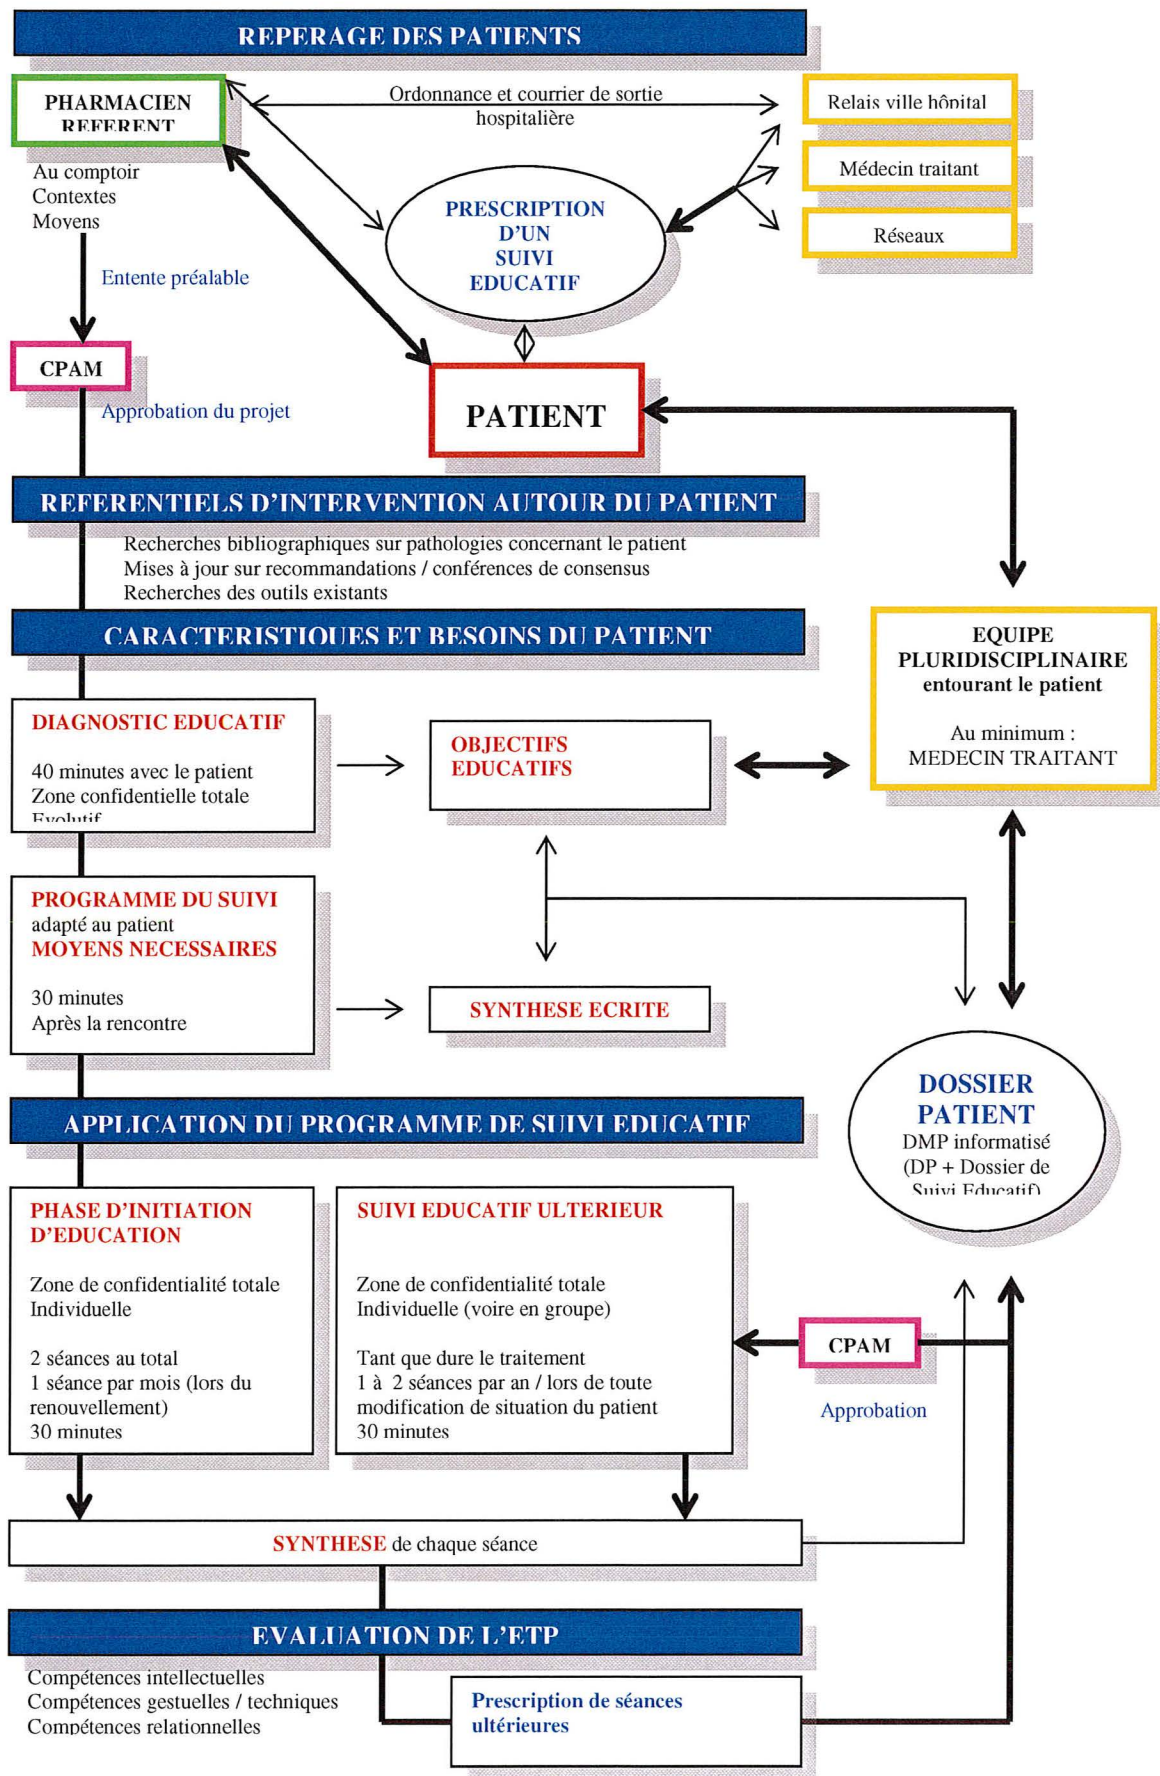 REPERAGE DES PATIENTS
PHARMACIEN
REFERENT
Ordonnance et courrier de sortie
hospitalière
Relais ville hôpital
Médecin traitant
Réseaux
Au comptoir
Contextes
Moyens
PRESCRIPTION
D'UN
SUIVI
EDUCATIF
Entente préalable
CPAM
Approbation du projet
PATIENT
REFERENTIELS D'INTERVENTION AUTOUR DU PATIENT
Recherches bibliographiques sur pathologies concernant le patient
Mises à jour sur recommandations / conférences de consensus
Recherches des outils existants
CARACTERISTIQUES ET BESOINS DU PATIENT
EQUIPE
PLURIDISCIPLINAIRE
entourant le patient
Au minimum :
MEDECIN TRAITANT
DIAGNOSTIC EDUCATIF
40 minutes avec le patient
Zone confidentielle totale
Evolutif
OBJECTIFS
EDUCATIFS
PROGRAMME DU SUIVI
adapté au patient
MOYENS NECESSAIRES
30 minutes
Après la rencontre
SYNTHESE ECRITE
DOSSIER
PATIENT
DMP informatisé
(DP + Dossier de
Suivi Educatif)
APPLICATION DU PROGRAMME DE SUIVI EDUCATIF
PHASE D'INITIATION
D'EDUCATION
Zone de confidentialité totale
Individuelle
2 séances au total
1 séance par mois (lors du
renouvellement)
30 minutes
SUIVI EDUCATIF ULTERIEUR
Zone de confidentialité totale
Individuelle (voire en groupe)
Tant que dure le traitement
1 à 2 séances par an / lors de toute
modification de situation du patient
30 minutes
CPAM
Approbation
SYNTHESE de chaque séance
EVALUATION DE L'ETP
Compétences intellectuelles
Compétences gestuelles / techniques
Compétences relationnelles
Prescription de séances
ultérieures